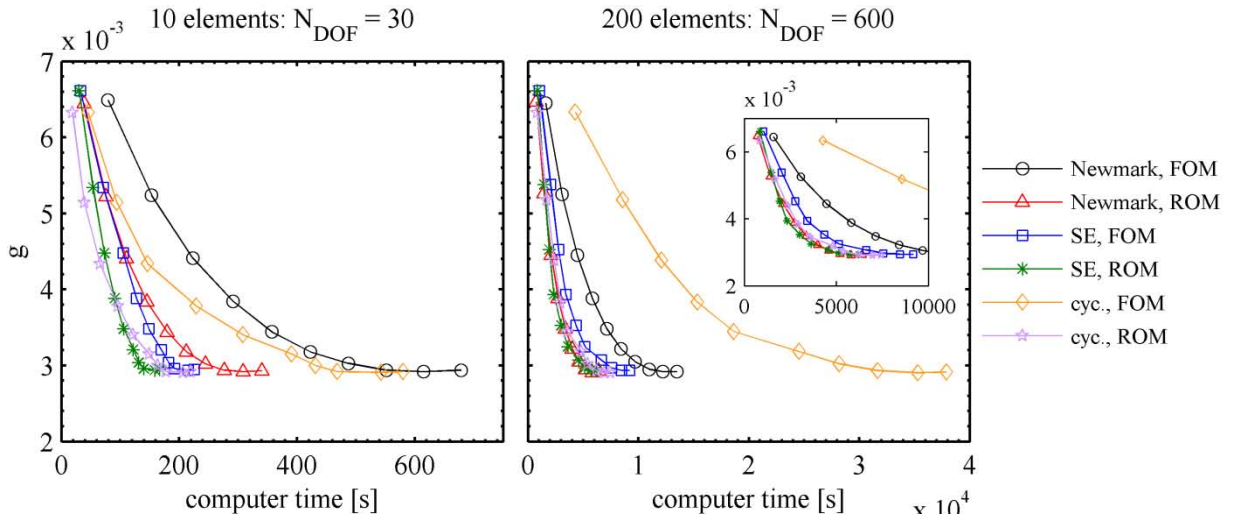 10 elements: N_DOF = 30
200 elements: N_DOF = 600
x 10^-3
7
6
5
4
3
2
g
0
200
400
600
computer time [s]
0
1
2
3
4
computer time [s]
x 10^4
x 10^-3
6
4
2
0
5000
10000
Newmark, FOM
Newmark, ROM
SE, FOM
SE, ROM
cyc., FOM
cyc., ROM